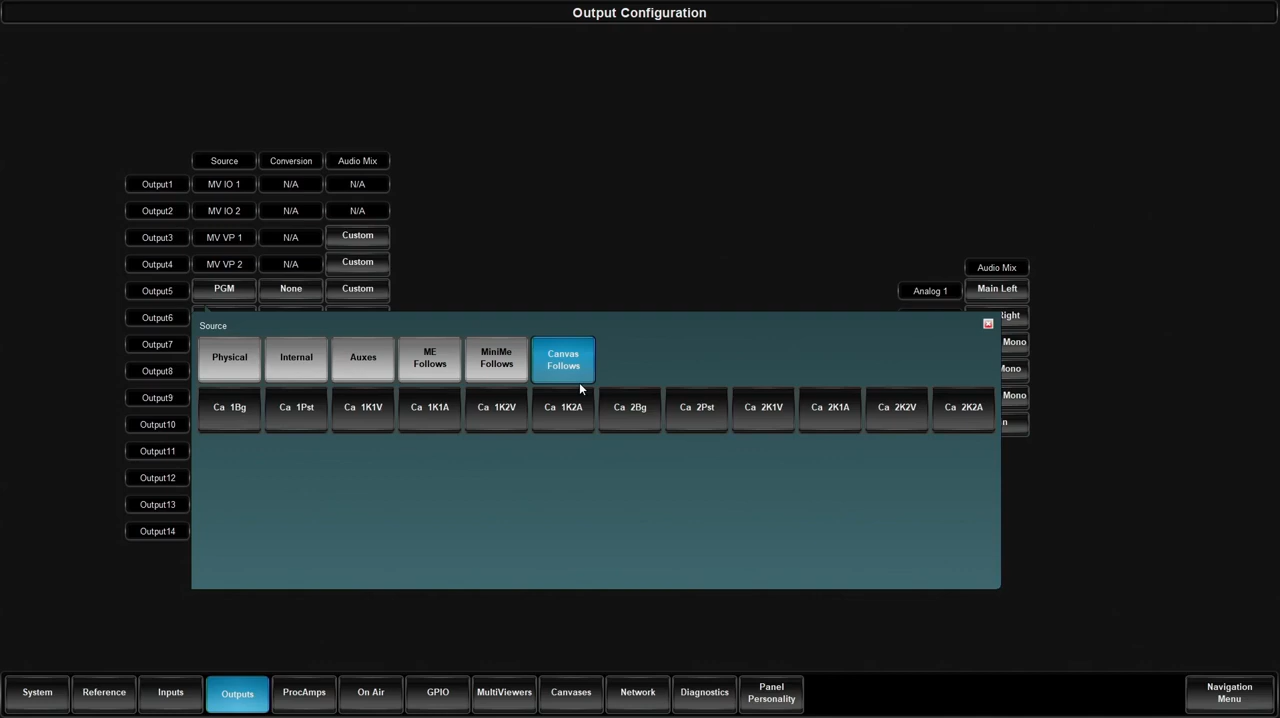 Output Configuration
Source Conversion Audio Mix
Output1 MV IO 1 N/A N/A
Output2 MV IO 2 N/A N/A
Output3 MV VP 1 N/A Custom
Output4 MV VP 2 N/A Custom
Audio Mix
Output5 PGM None Custom
Analog 1 Main Left
Output6
Right
Output7
Mono
Output8
Mono
Output9
Mono
Output10
Output11
Output12
Output13
Output14
Source
Physical Internal Auxes ME Follows MiniMe Follows Canvas Follows
Ca 1Bg Ca 1Pst Ca 1K1V Ca 1K1A Ca 1K2V Ca 1K2A Ca 2Bg Ca 2Pst Ca 2K1V Ca 2K1A Ca 2K2V Ca 2K2A
System Reference Inputs Outputs ProcAmps On Air GPIO MultiViewers Canvases Network Diagnostics Panel Personality Navigation Menu